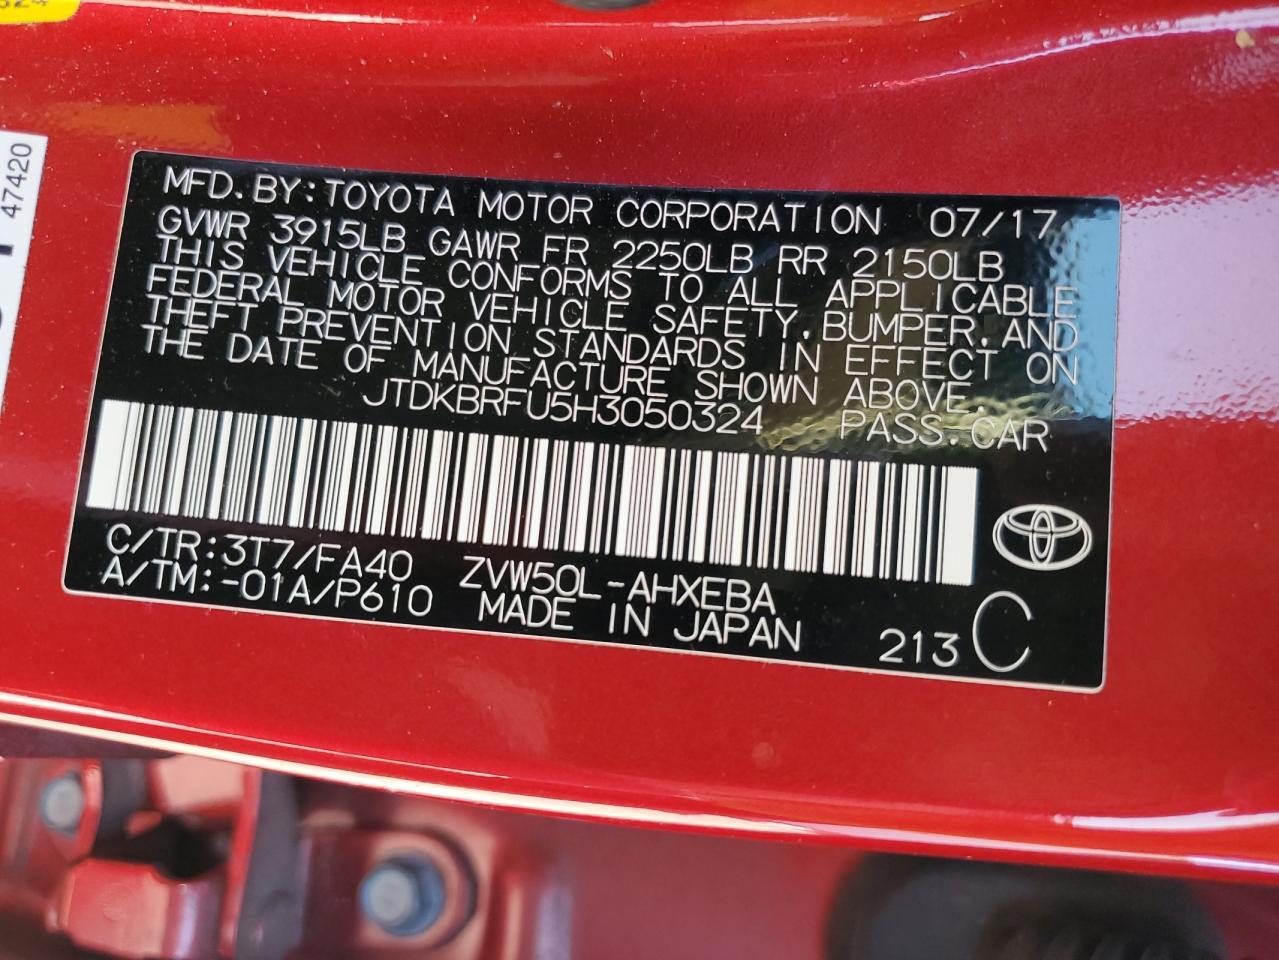 MFD. BY: TOYOTA MOTOR CORPORATION 07/17
GVWR 3915LB GAWR FR 2250LB RR 2150LB
THIS VEHICLE CONFORMS TO ALL APPLICABLE
FEDERAL MOTOR VEHICLE SAFETY, BUMPER, AND
THEFT PREVENTION STANDARDS IN EFFECT ON
THE DATE OF MANUFACTURE SHOWN ABOVE.
JTDKBRFU5H3050324 PASS. CAR
C/TR: 3T7/FA40 ZVW50L-AHXEBA
A/TM: -01A/P610 MADE IN JAPAN 213 C
47420